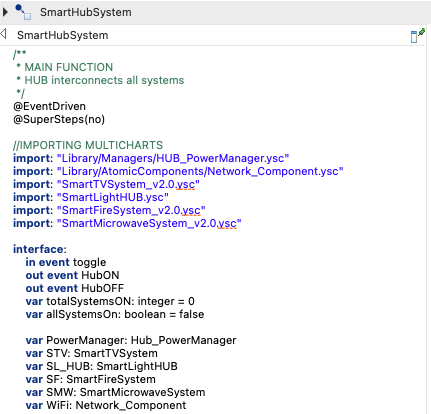 SmartHubSystem
SmartHubSystem
/**
* MAIN FUNCTION
* HUB interconnects all systems
*/
@EventDriven
@SuperSteps(no)
//IMPORTING MULTICHARTS
import: "Library/Managers/HUB_PowerManager.ysc"
import: "Library/AtomicComponents/Network_Component.ysc"
import: "SmartTVSystem_v2.0.ysc"
import: "SmartLightHUB.ysc"
import: "SmartFireSystem_v2.0.ysc"
import: "SmartMicrowaveSystem_v2.0.ysc"
interface:
in event toggle
out event HubON
out event HubOFF
var totalSystemsON: integer = 0
var allSystemsOn: boolean = false
var PowerManager: Hub_PowerManager
var STV: SmartTVSystem
var SL_HUB: SmartLightHUB
var SF: SmartFireSystem
var SMW: SmartMicrowaveSystem
var WiFi: Network_Component